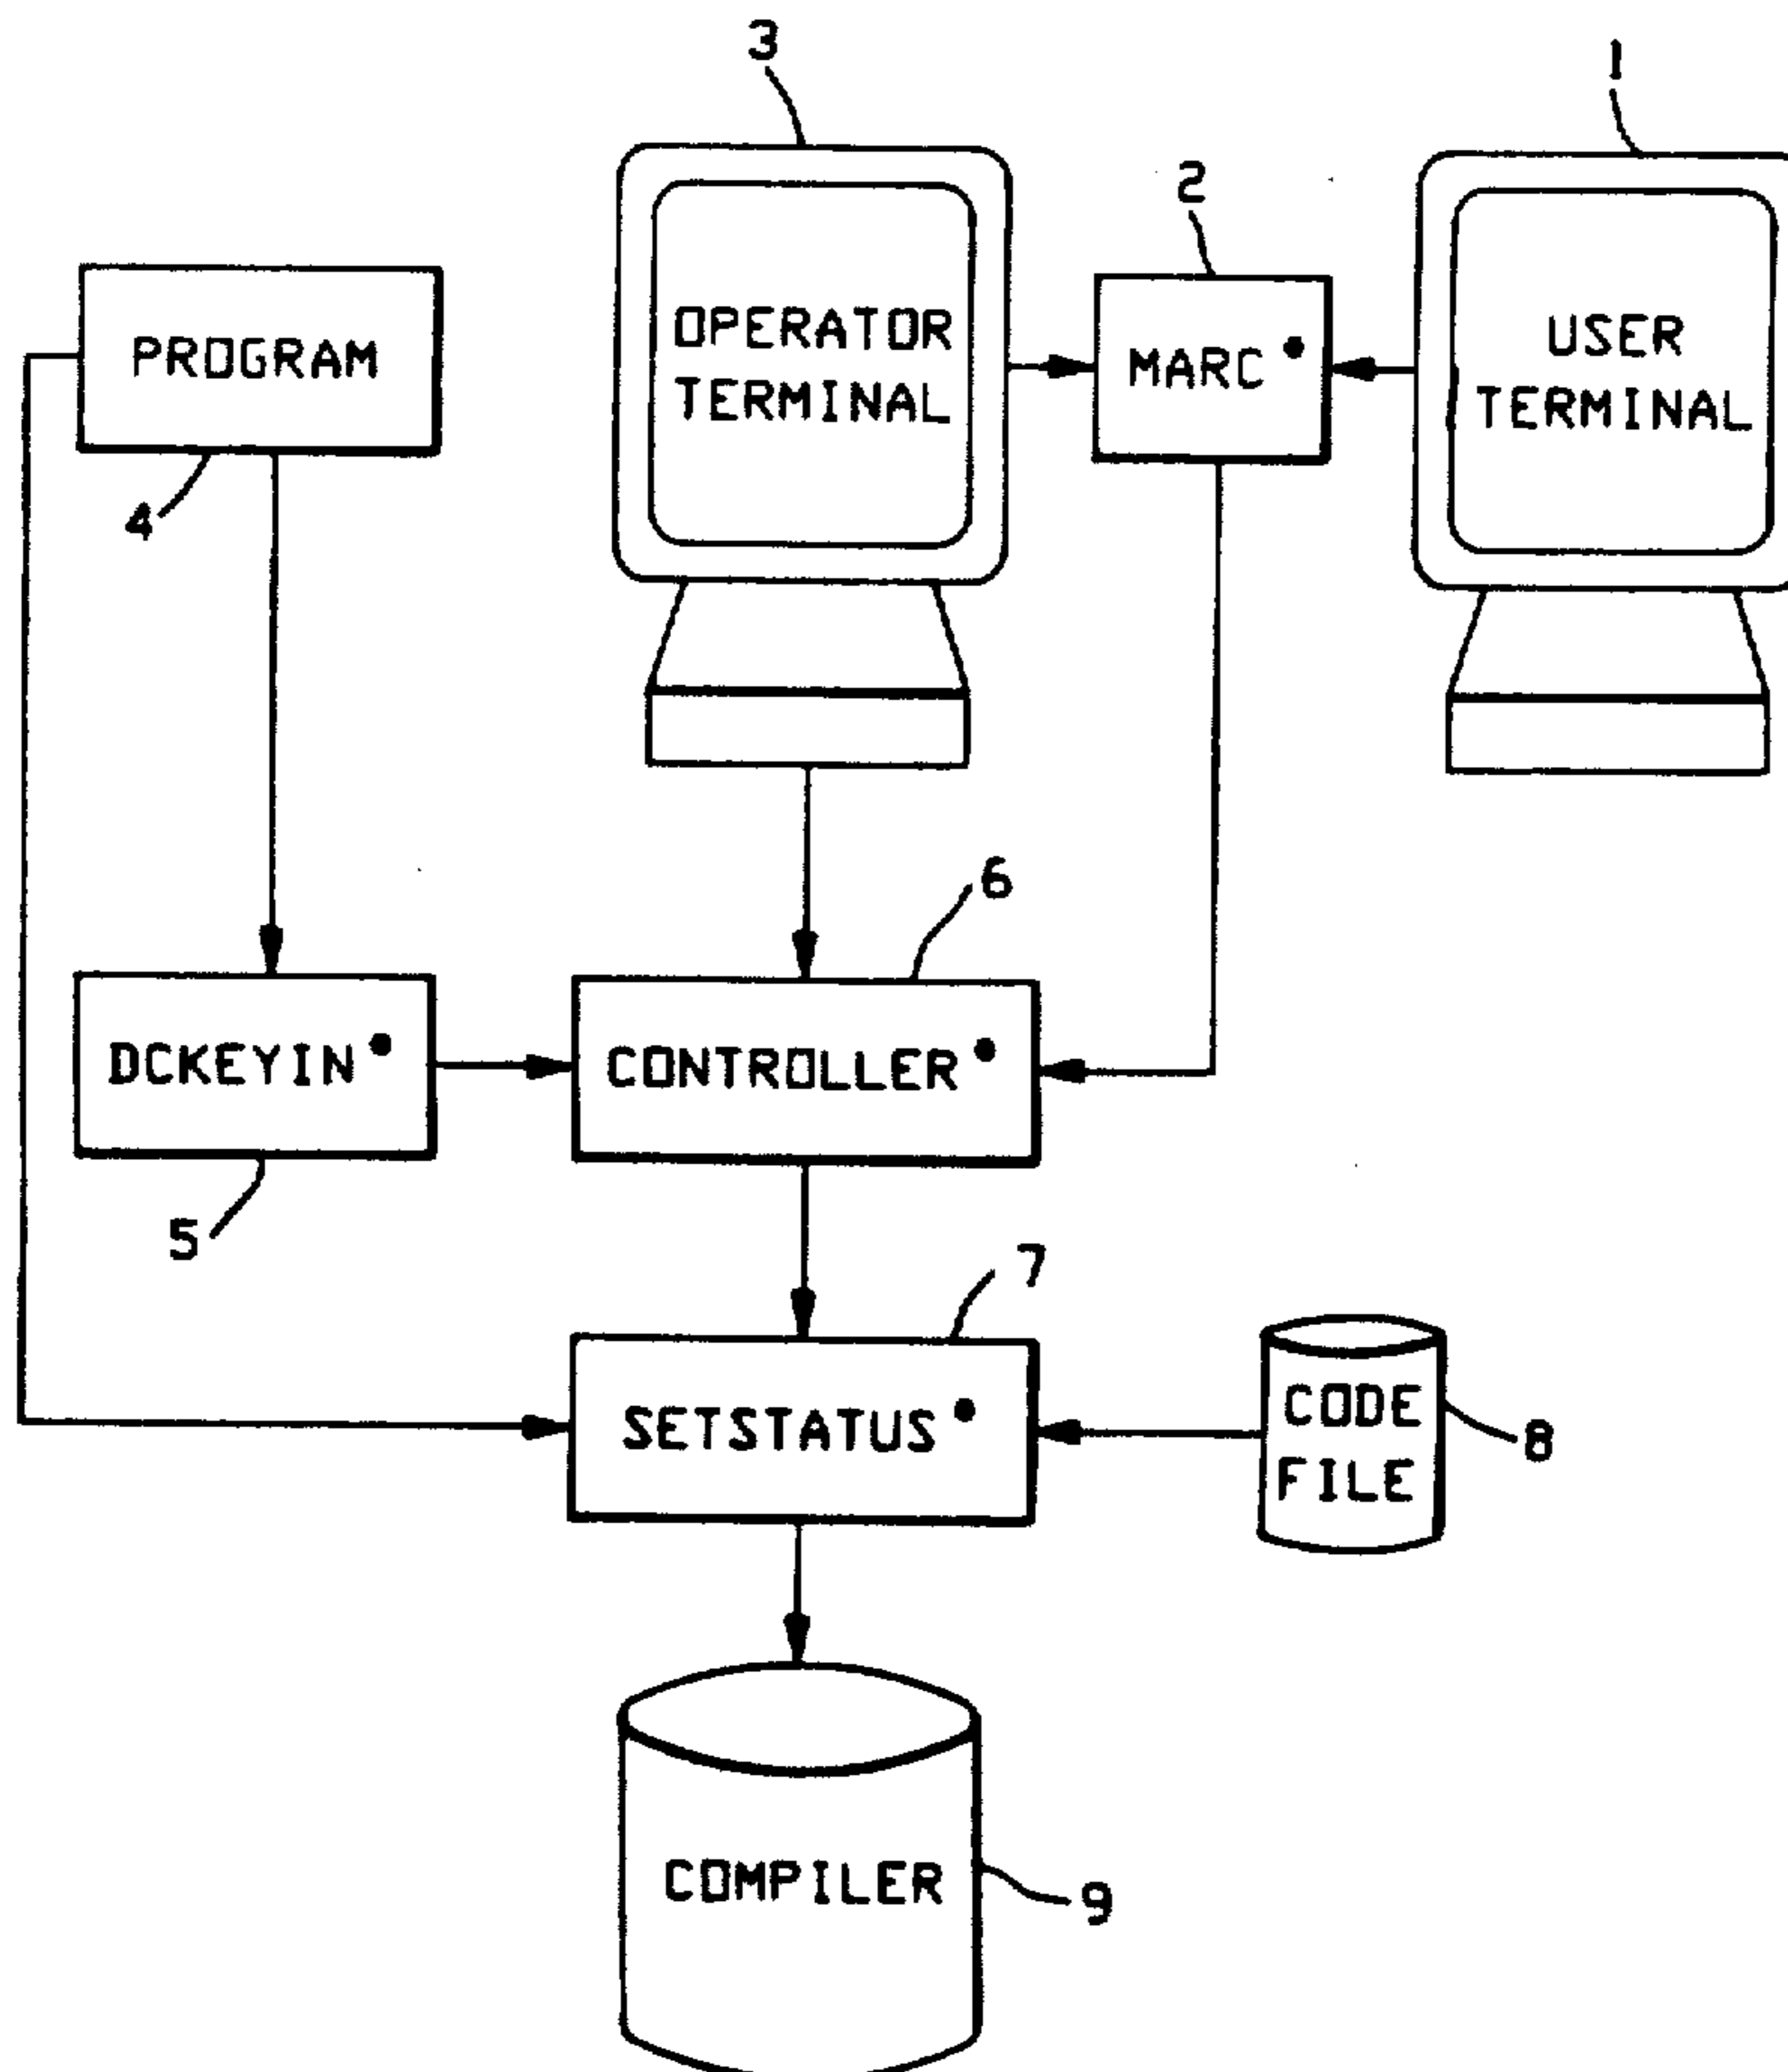 3
1
2
OPERATOR
TERMINAL
USER
TERMINAL
PROGRAM
MARC•
4
6
DCKEYIN•
CONTROLLER•
5
7
SETSTATUS•
CODE
FILE
8
COMPILER
9